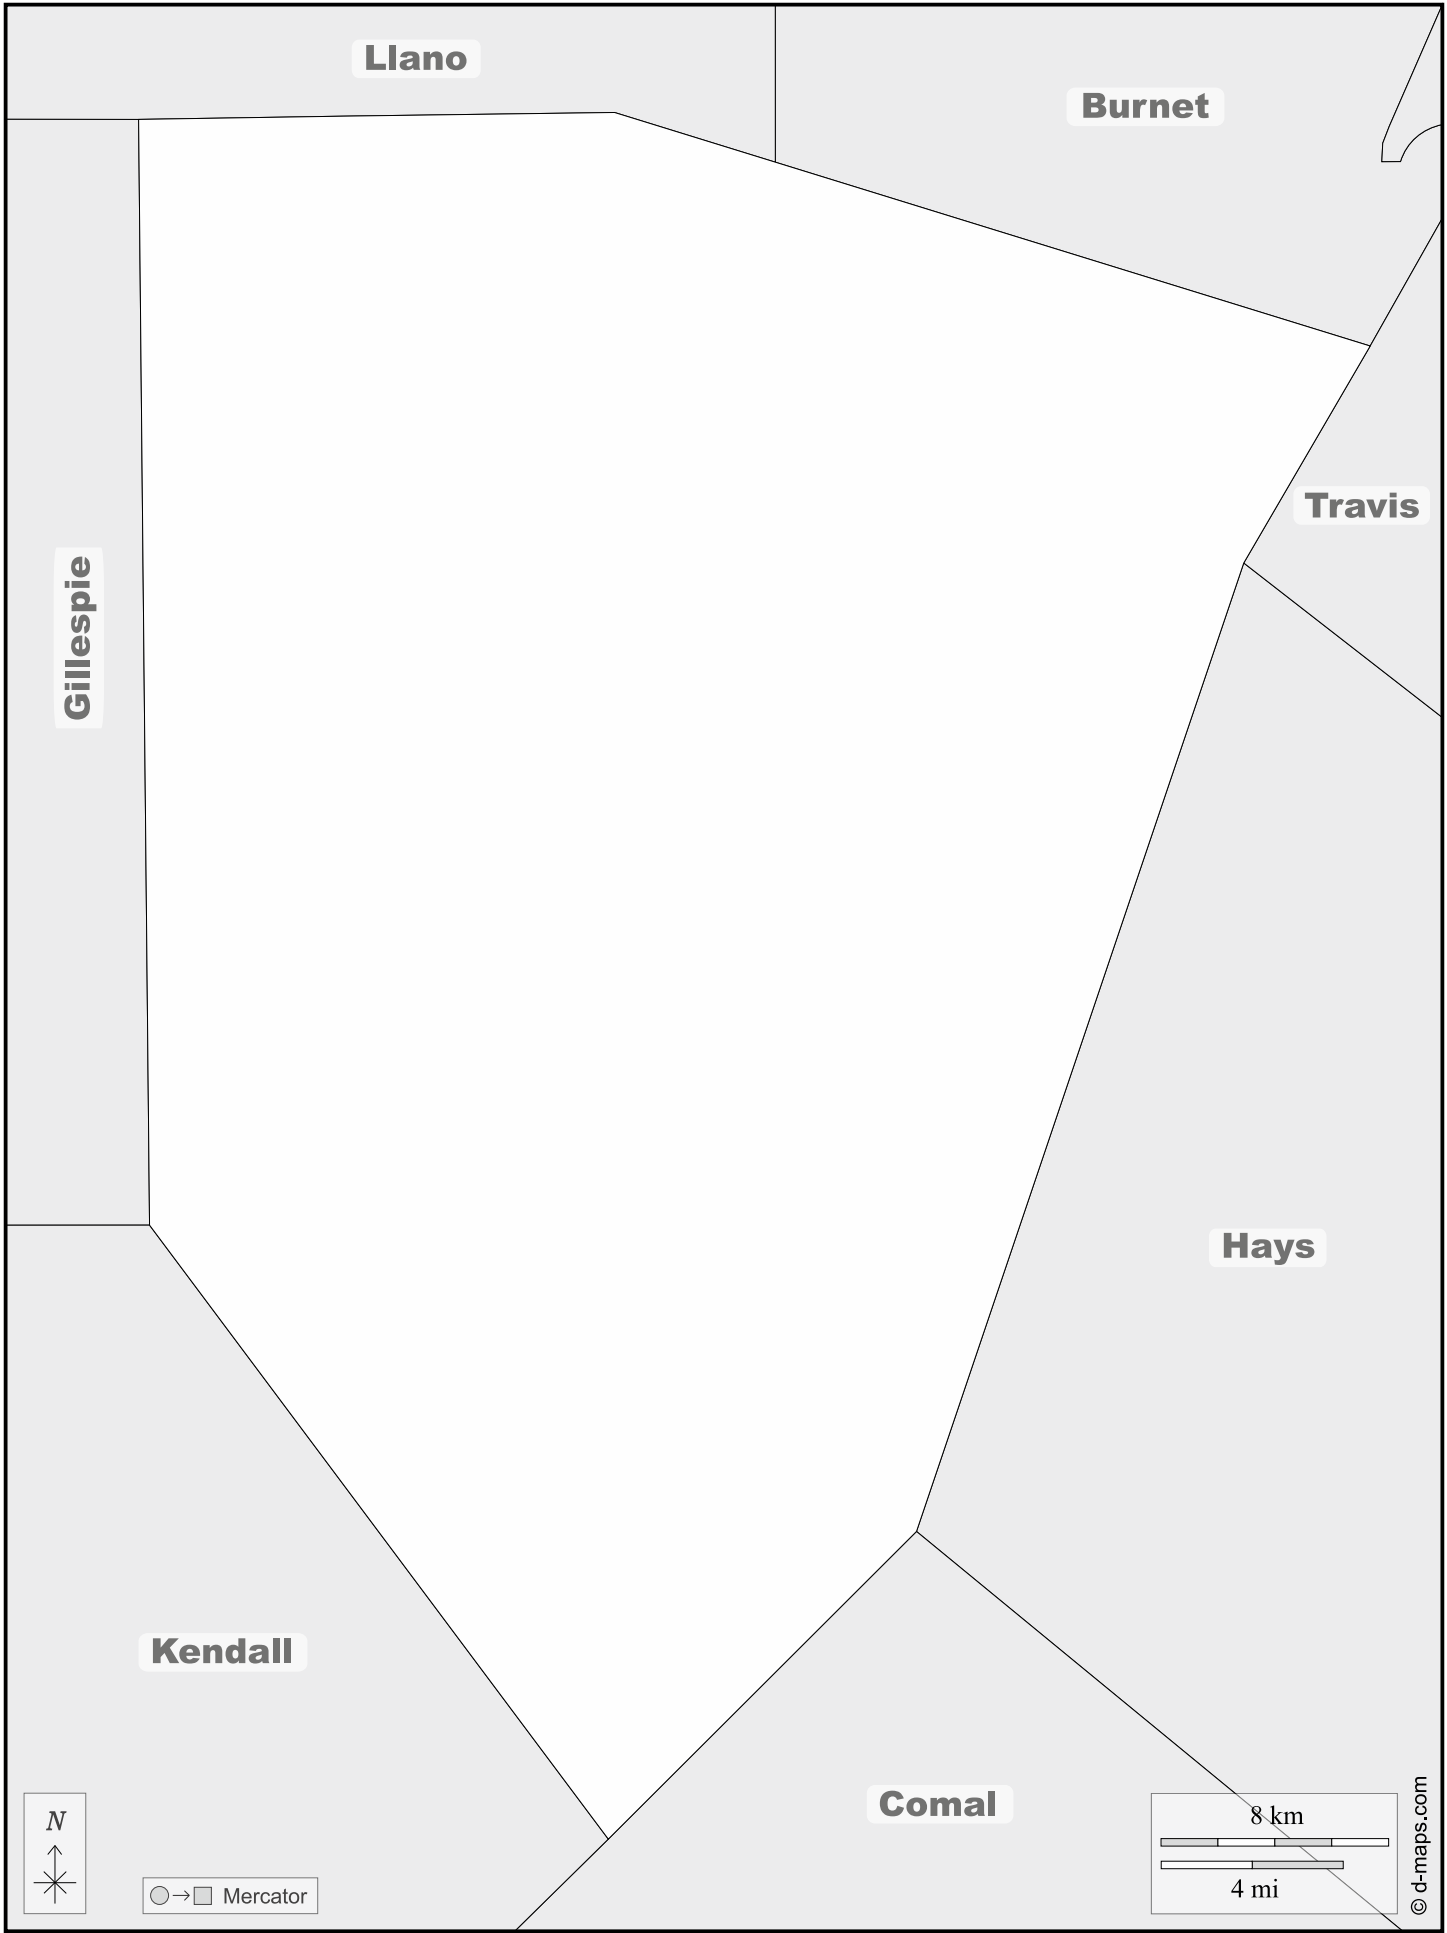 Llano
Burnet
Travis
Gillespie
Hays
Kendall
Comal
N
Mercator
8 km
4 mi
© d-maps.com